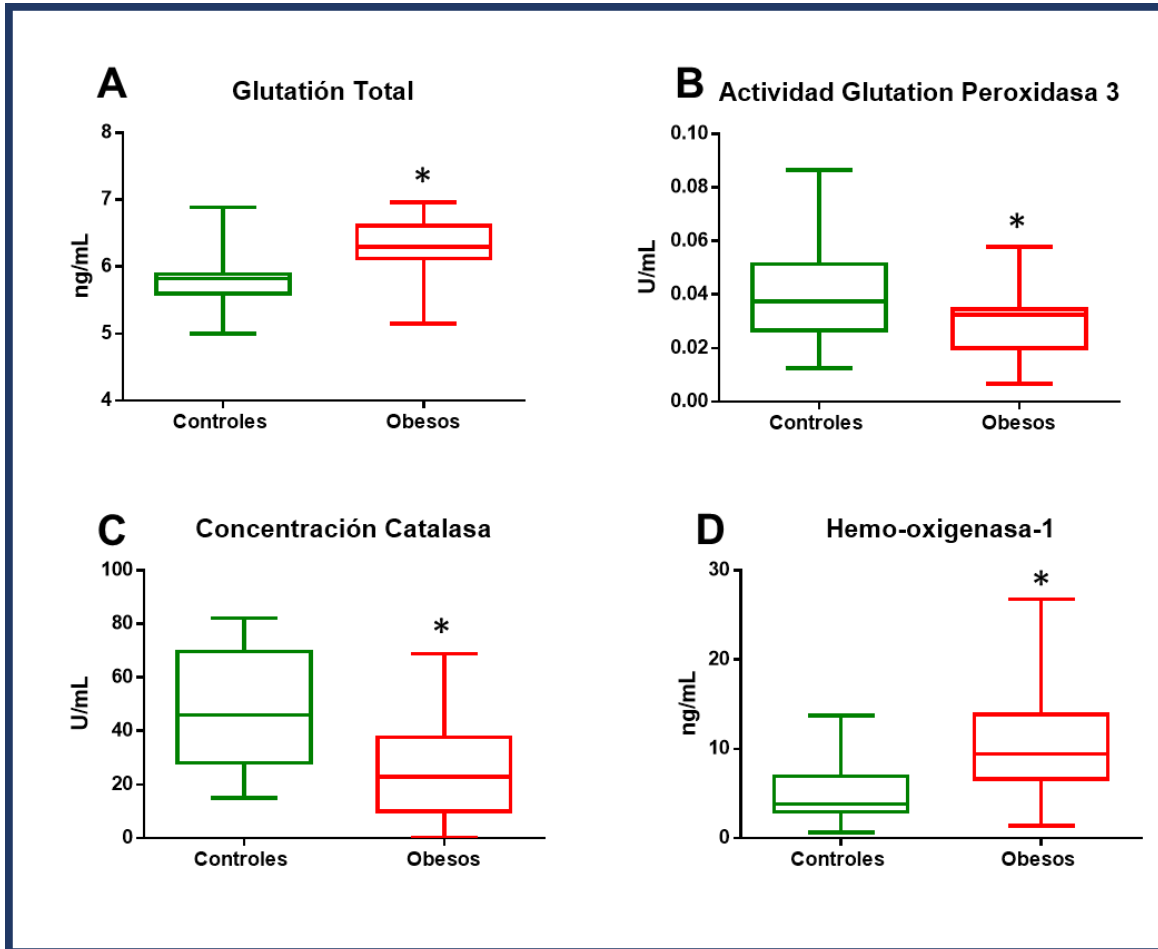 A
Glutatión Total
8
7
6
5
4
ng/mL
*
Controles
Obesos
B
Actividad Glutation Peroxidasa 3
0.10
0.08
0.06
0.04
0.02
0.00
U/mL
*
Controles
Obesos
C
Concentración Catalasa
100
80
60
40
20
0
U/mL
*
Controles
Obesos
D
Hemo-oxigenasa-1
30
20
10
0
ng/mL
*
Controles
Obesos